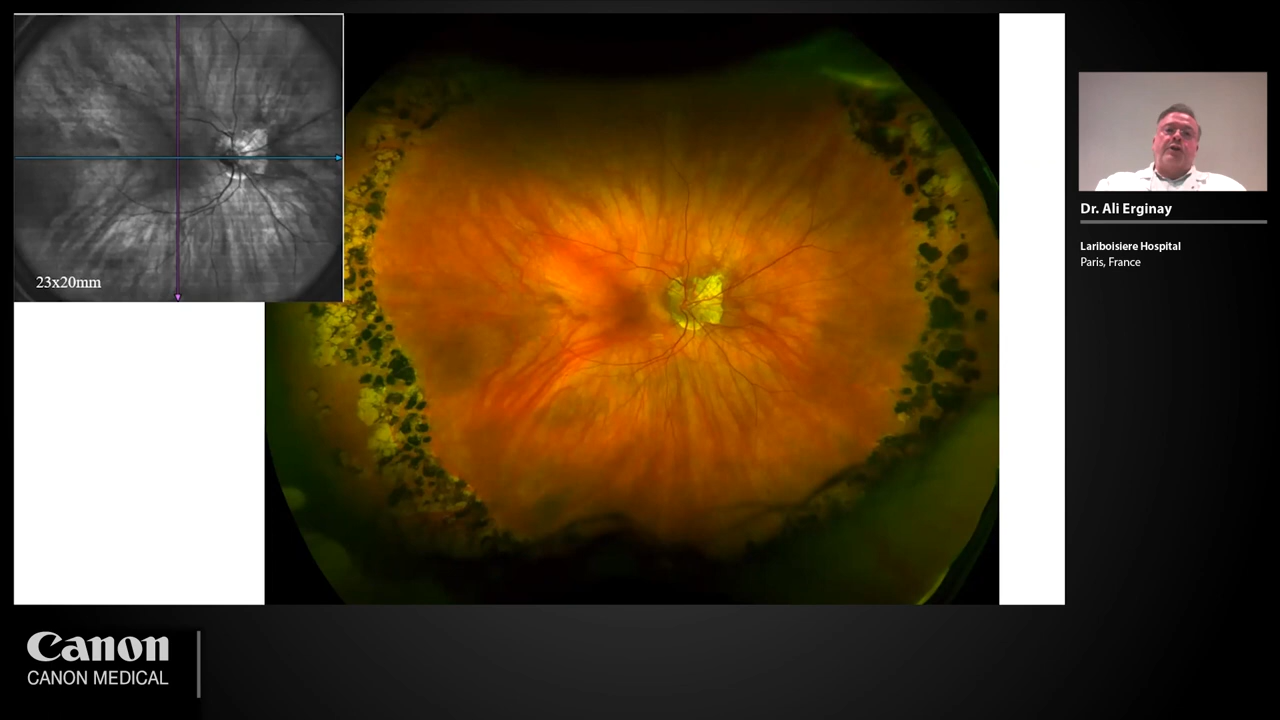 23x20mm
Dr. Ali Erginay
Lariboisiere Hospital
Paris, France
Canon
CANON MEDICAL